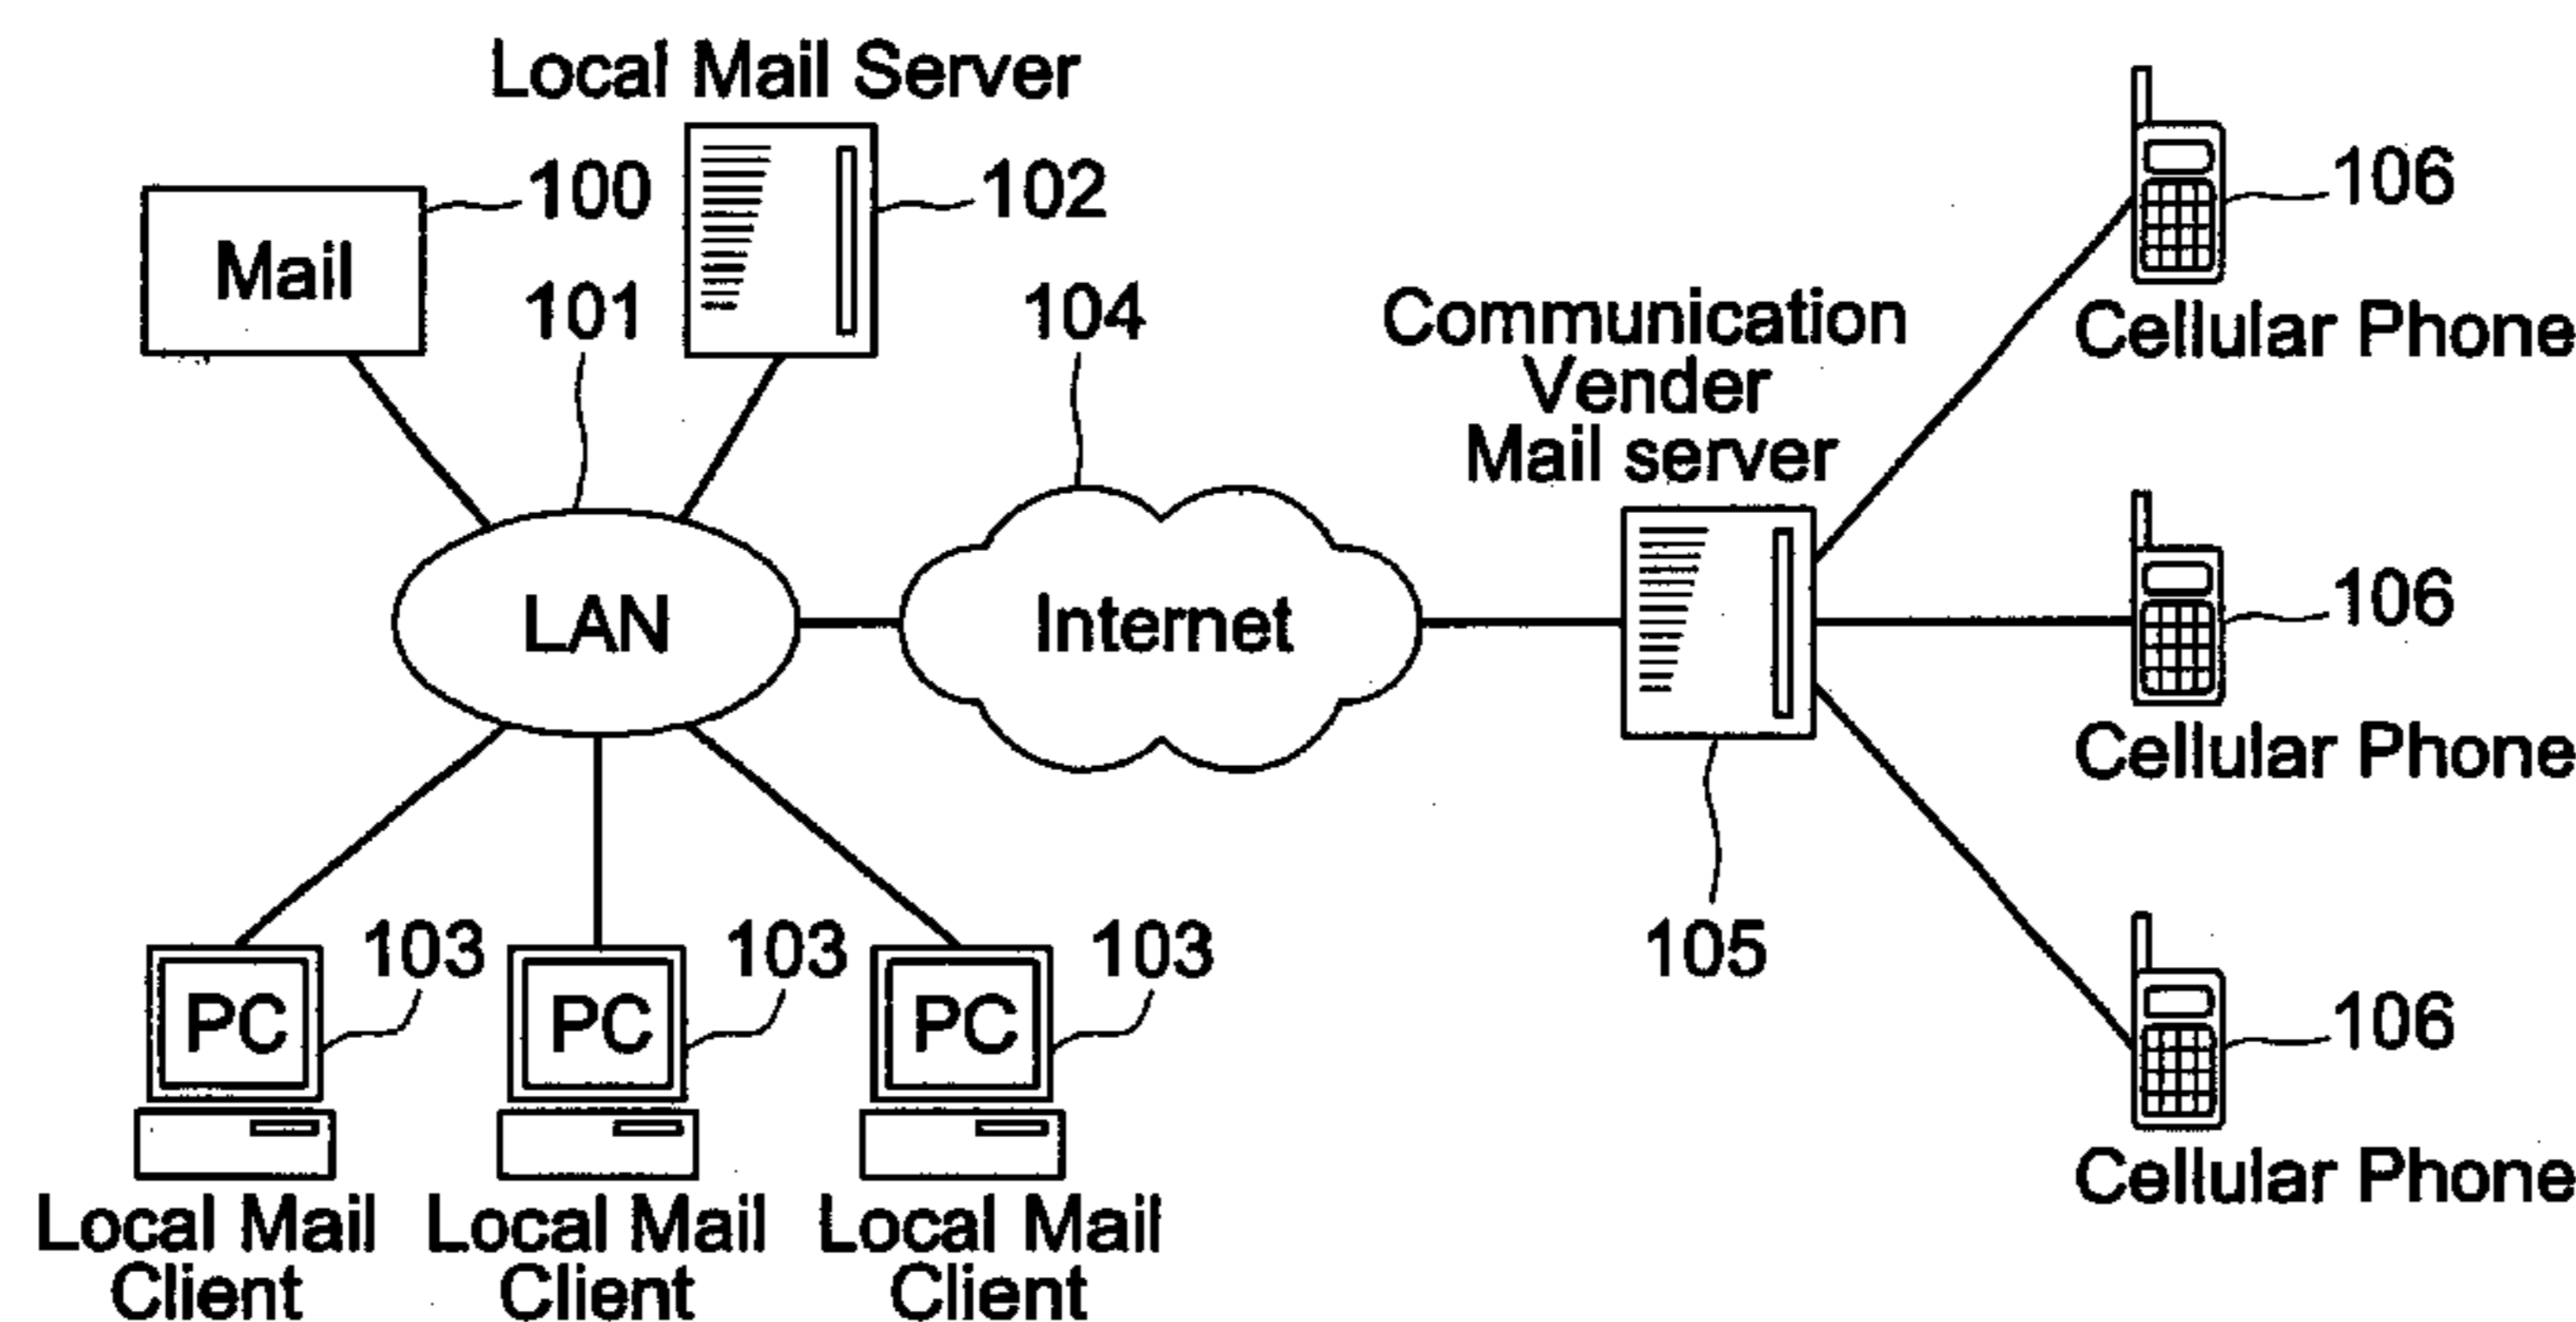 Local Mail Server
100
102
106
Mail
101
104
Communication
Vender
Mail server
Cellular Phone
LAN
Internet
106
Cellular Phone
103
103
103
105
PC
PC
PC
106
Cellular Phone
Local Mail
Client
Local Mail
Client
Local Mail
Client